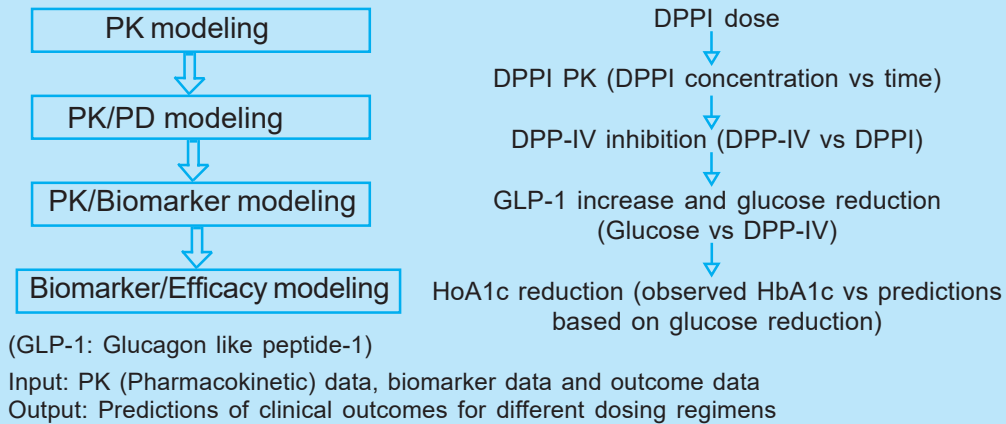 PK modeling
PK/PD modeling
PK/Biomarker modeling
Biomarker/Efficacy modeling
DPPI dose
DPPI PK (DPPI concentration vs time)
DPP-IV inhibition (DPP-IV vs DPPI)
GLP-1 increase and glucose reduction
(Glucose vs DPP-IV)
HoA1c reduction (observed HbA1c vs predictions
based on glucose reduction)
(GLP-1: Glucagon like peptide-1)
Input: PK (Pharmacokinetic) data, biomarker data and outcome data
Output: Predictions of clinical outcomes for different dosing regimens